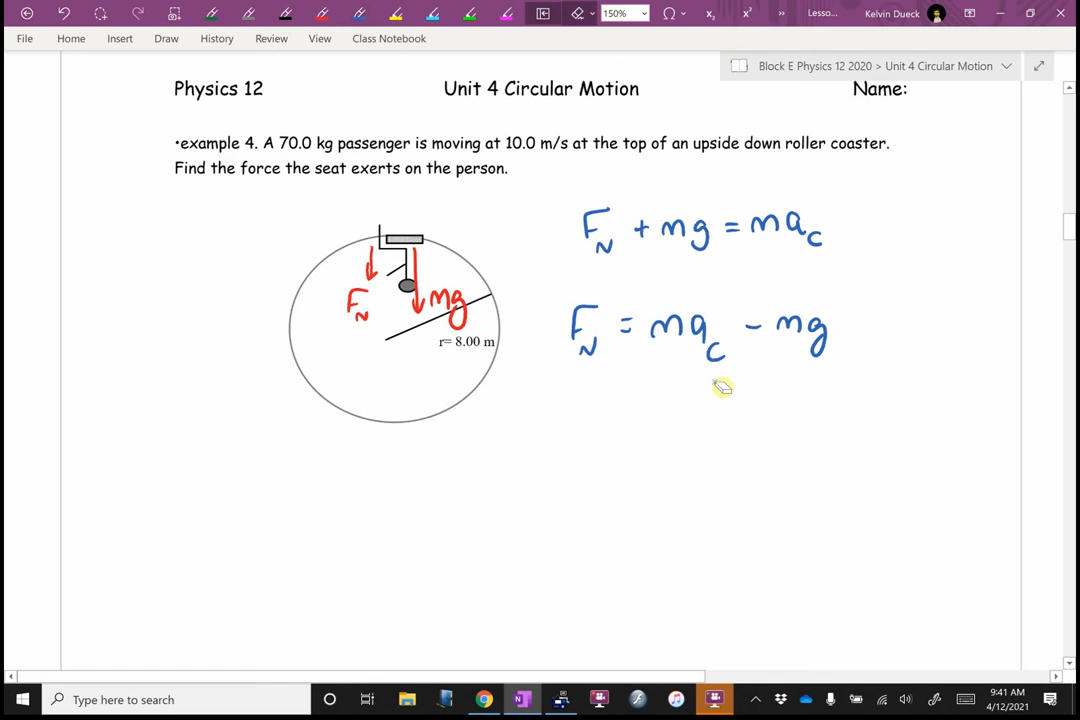 150%
Lesso...
Kelvin Dueck
File Home Insert Draw History Review View Class Notebook
Block E Physics 12 2020 > Unit 4 Circular Motion
Physics 12 Unit 4 Circular Motion Name:
•example 4. A 70.0 kg passenger is moving at 10.0 m/s at the top of an upside down roller coaster.
Find the force the seat exerts on the person.
F_N + mg = ma_c
F_N mg
F_N = ma_c - mg
r= 8.00 m
Type here to search
9:41 AM
4/12/2021